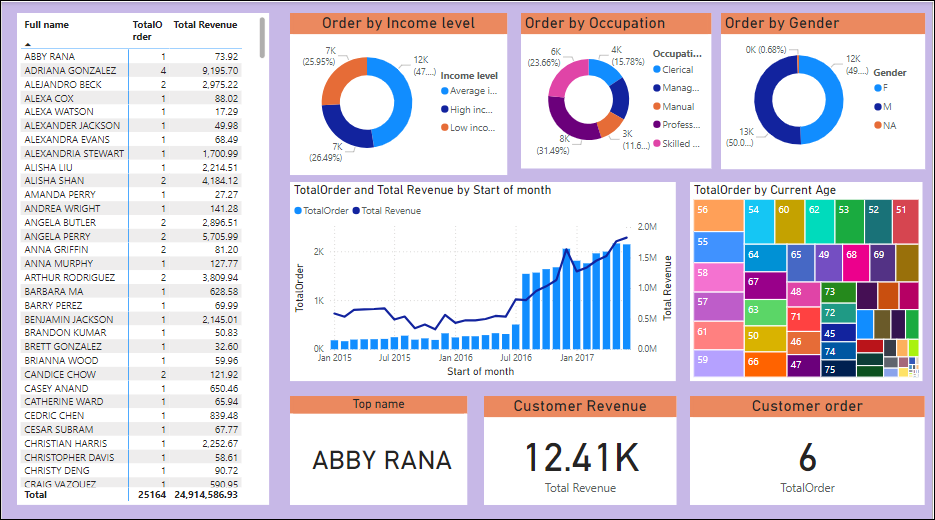 Full name TotalO rder Total Revenue
ABBY RANA 1 73.92
ADRIANA GONZALEZ 4 9,195.70
ALEJANDRO BECK 2 2,975.22
ALEXA COX 1 88.02
ALEXA WATSON 1 17.29
ALEXANDER JACKSON 1 49.98
ALEXANDRA EVANS 1 68.49
ALEXANDRIA STEWART 1 1,700.99
ALISHA LIU 1 2,214.51
ALISHA SHAN 2 4,184.12
AMANDA PERRY 1 27.27
ANDREA WRIGHT 1 141.28
ANGELA BUTLER 2 2,896.51
ANGELA PERRY 2 5,705.99
ANNA GRIFFIN 2 81.20
ANNA MURPHY 1 127.77
ARTHUR RODRIGUEZ 2 3,809.94
BARBARA MA 1 628.58
BARRY PEREZ 1 69.99
BENJAMIN JACKSON 1 2,145.01
BRANDON KUMAR 1 50.83
BRETT GONZALEZ 1 32.60
BRIANNA WOOD 1 59.96
CANDICE CHOW 2 121.92
CASEY ANAND 1 650.46
CATHERINE WARD 1 65.94
CEDRIC CHEN 1 839.48
CESAR SUBRAM 1 67.77
CHRISTIAN HARRIS 1 2,252.67
CHRISTOPHER DAVIS 1 58.61
CHRISTY DENG 1 90.72
CRAIG VAZQUEZ 1 590.95
Total 25164 24,914,586.93
Order by Income level
7K
(25.95%)
12K
(47....)
7K
(26.49%)
Income level
Average i...
High inc...
Low inco...
Order by Occupation
6K
(23.66%)
4K
(15.78%)
8K
(31.49%)
3K
(11.6...)
Occupati...
Clerical
Manag...
Manual
Profess...
Skilled ...
Order by Gender
0K (0.68%)
12K
(49....)
13K
(50.0...)
Gender
F
M
NA
TotalOrder and Total Revenue by Start of month
TotalOrder Total Revenue
TotalOrder
2K
1K
0K
Jan 2015 Jul 2015 Jan 2016 Jul 2016 Jan 2017
Start of month
2.0M
1.5M
1.0M
0.5M
0.0M
Total Revenue
TotalOrder by Current Age
56 54 60 62 53 52 51
55 64 65 49 68 69
58 67 48 73
57 63 71 72
61 50 46 45
59 66 47 74
75
Top name
ABBY RANA
Customer Revenue
12.41K
Total Revenue
Customer order
6
TotalOrder